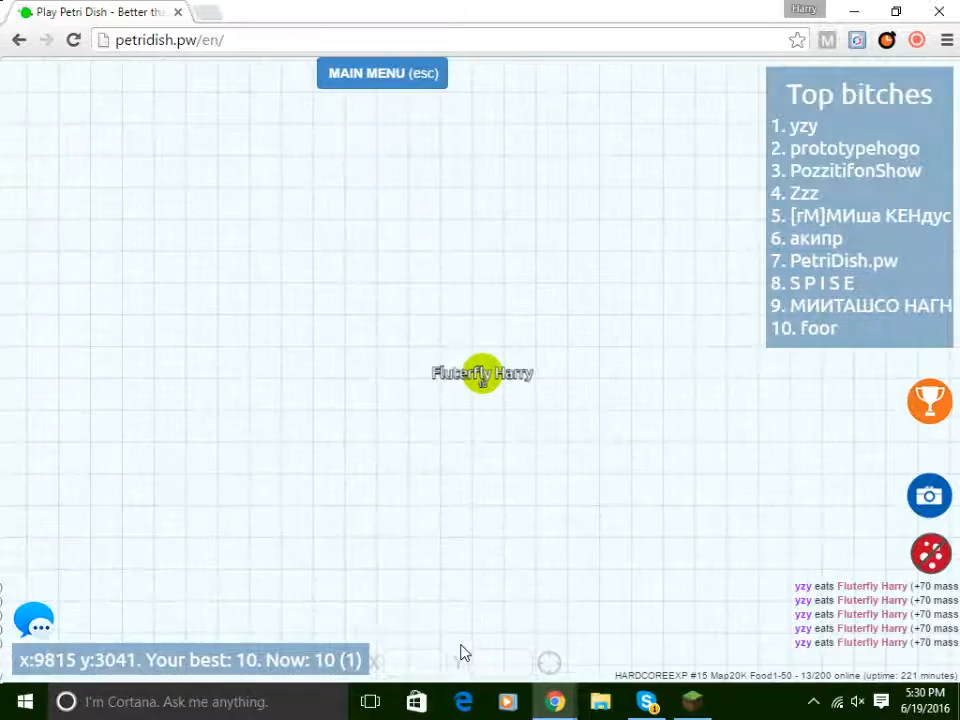 Play Petri Dish - Better tha
Harry
petridish.pw/en/
MAIN MENU (esc)
Top bitches
1. yzy
2. prototypehogo
3. PozzitifonShow
4. Zzz
5. [гМ]МИша КЕНдус
6. акипр
7. PetriDish.pw
8. S P I S E
9. МИИТАШСО НАГН
10. foor
Fluterfly Harry
10
yzy eats Fluterfly Harry (+70 mass
yzy eats Fluterfly Harry (+70 mass
yzy eats Fluterfly Harry (+70 mass
yzy eats Fluterfly Harry (+70 mass
yzy eats Fluterfly Harry (+70 mass
x:9815 y:3041. Your best: 10. Now: 10 (1)
X
Y
HARDCOREXP #15 Map20K Food1-50 - 13/200 online (uptime: 221 minutes)
I'm Cortana. Ask me anything.
5:30 PM
6/19/2016